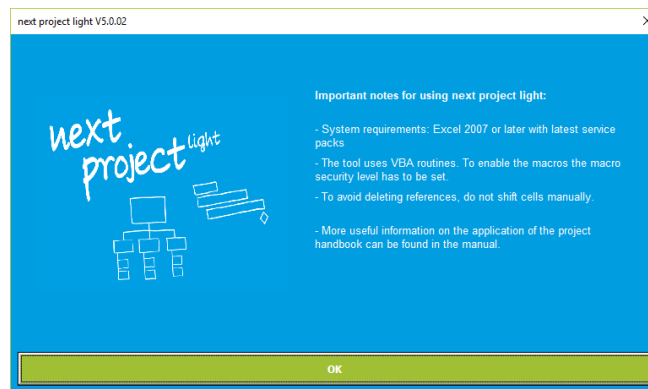 next project light V5.0.02
next
light
project
Important notes for using next project light:
- System requirements: Excel 2007 or later with latest service
packs
- The tool uses VBA routines. To enable the macros the macro
security level has to be set.
- To avoid deleting references, do not shift cells manually.
- More useful information on the application of the project
handbook can be found in the manual.
OK